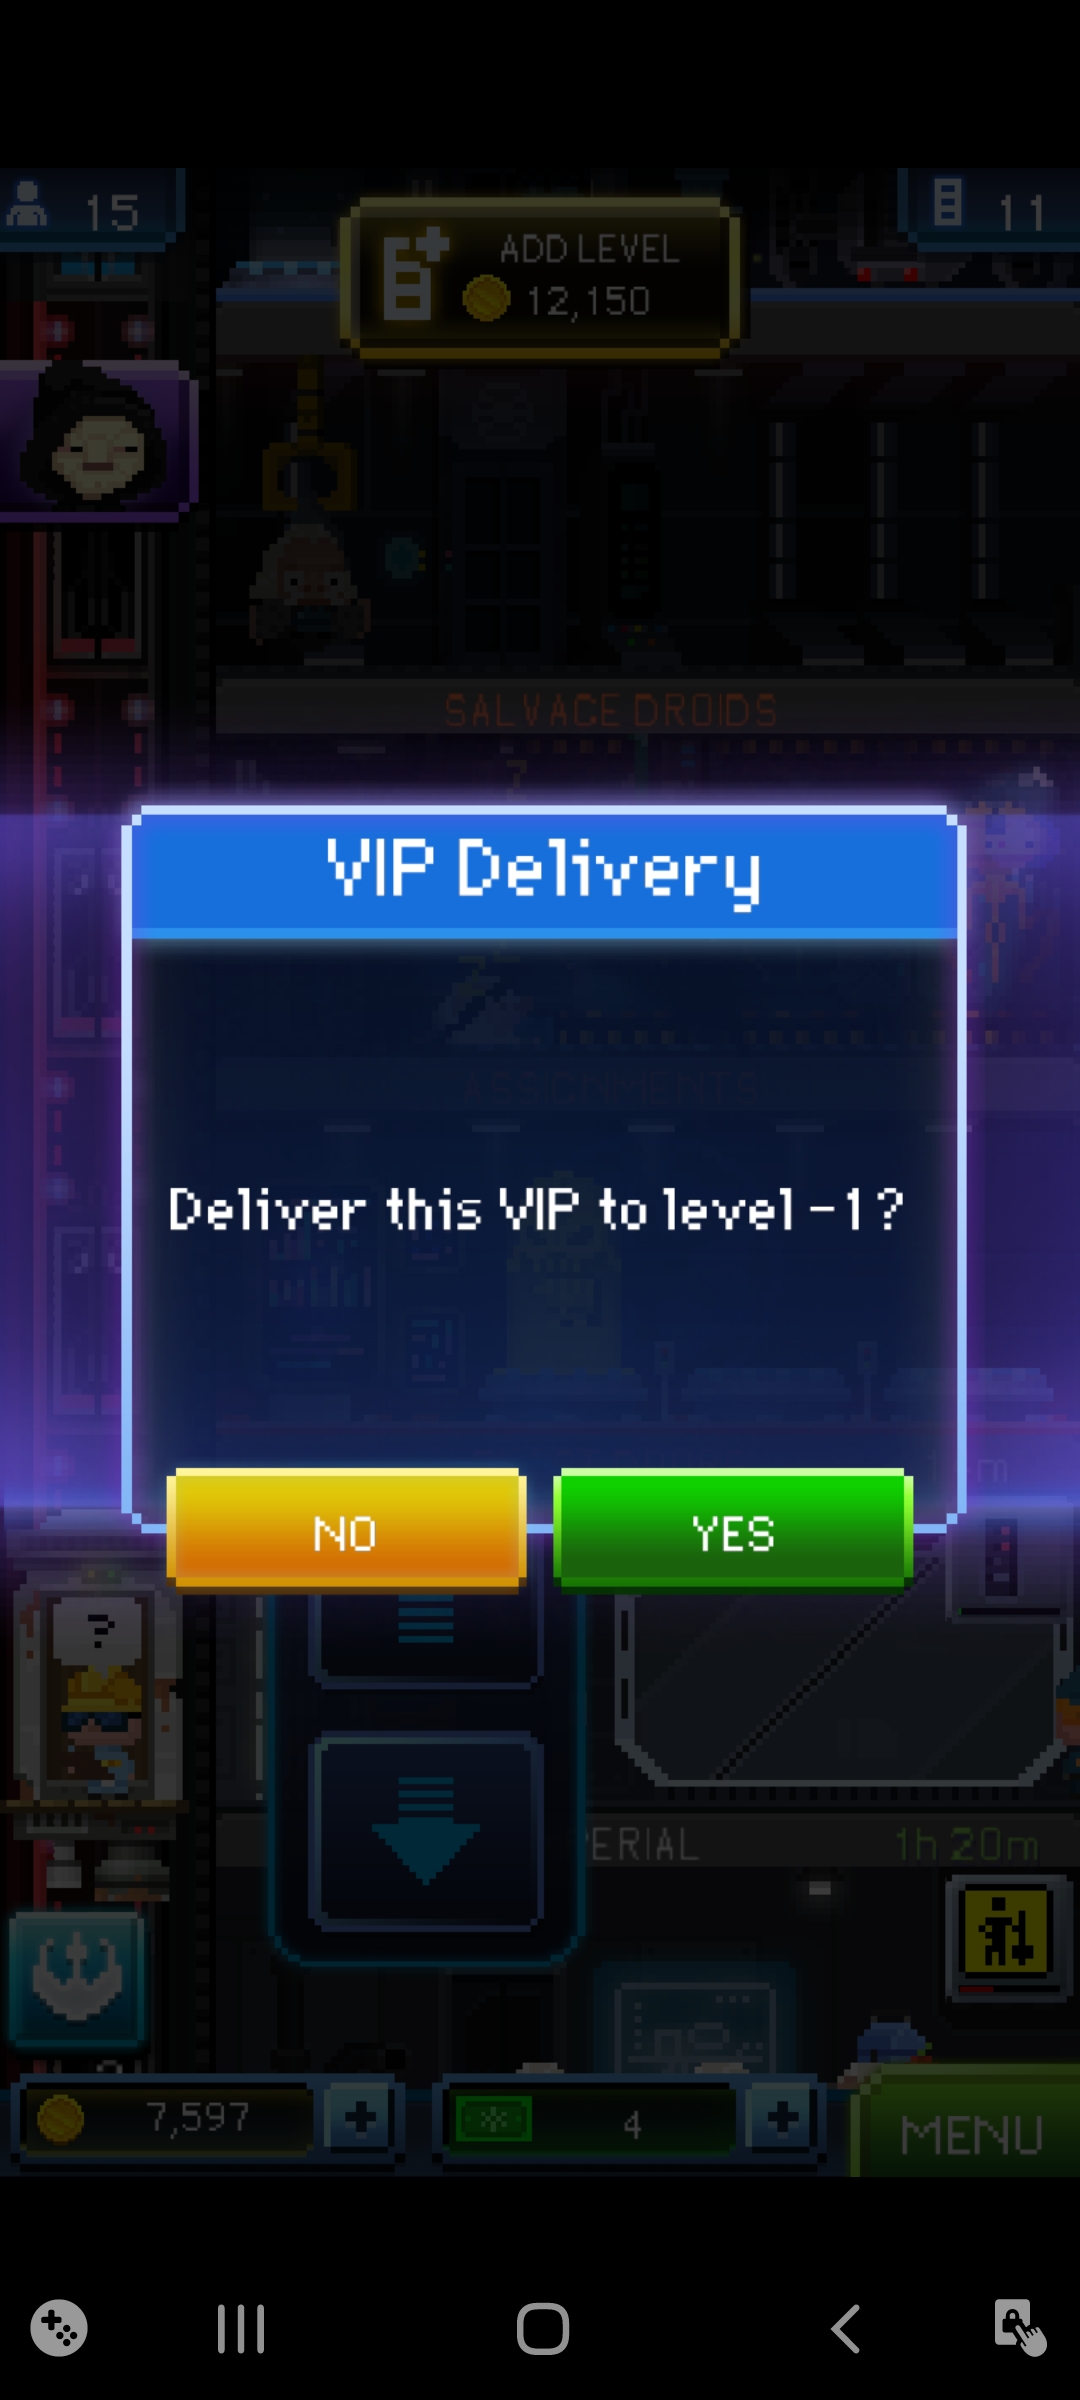 15
ADD LEVEL
12,150
11
SALVAGE DROIDS
VIP Delivery
ASSIGNMENTS
Deliver this VIP to level -1?
NO
YES
?
PERIAL
1h 20m
7,597
4
MENU